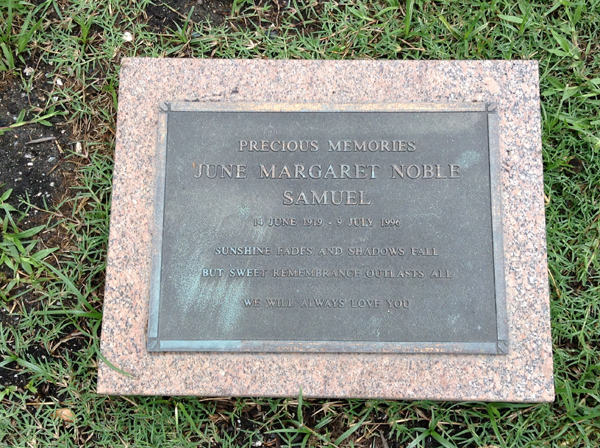 PRECIOUS MEMORIES
JUNE MARGARET NOBLE
SAMUEL
14 JUNE 1919 - 9 JULY 1996
SUNSHINE FADES AND SHADOWS FALL
BUT SWEET REMEMBRANCE OUTLASTS ALL
WE WILL ALWAYS LOVE YOU